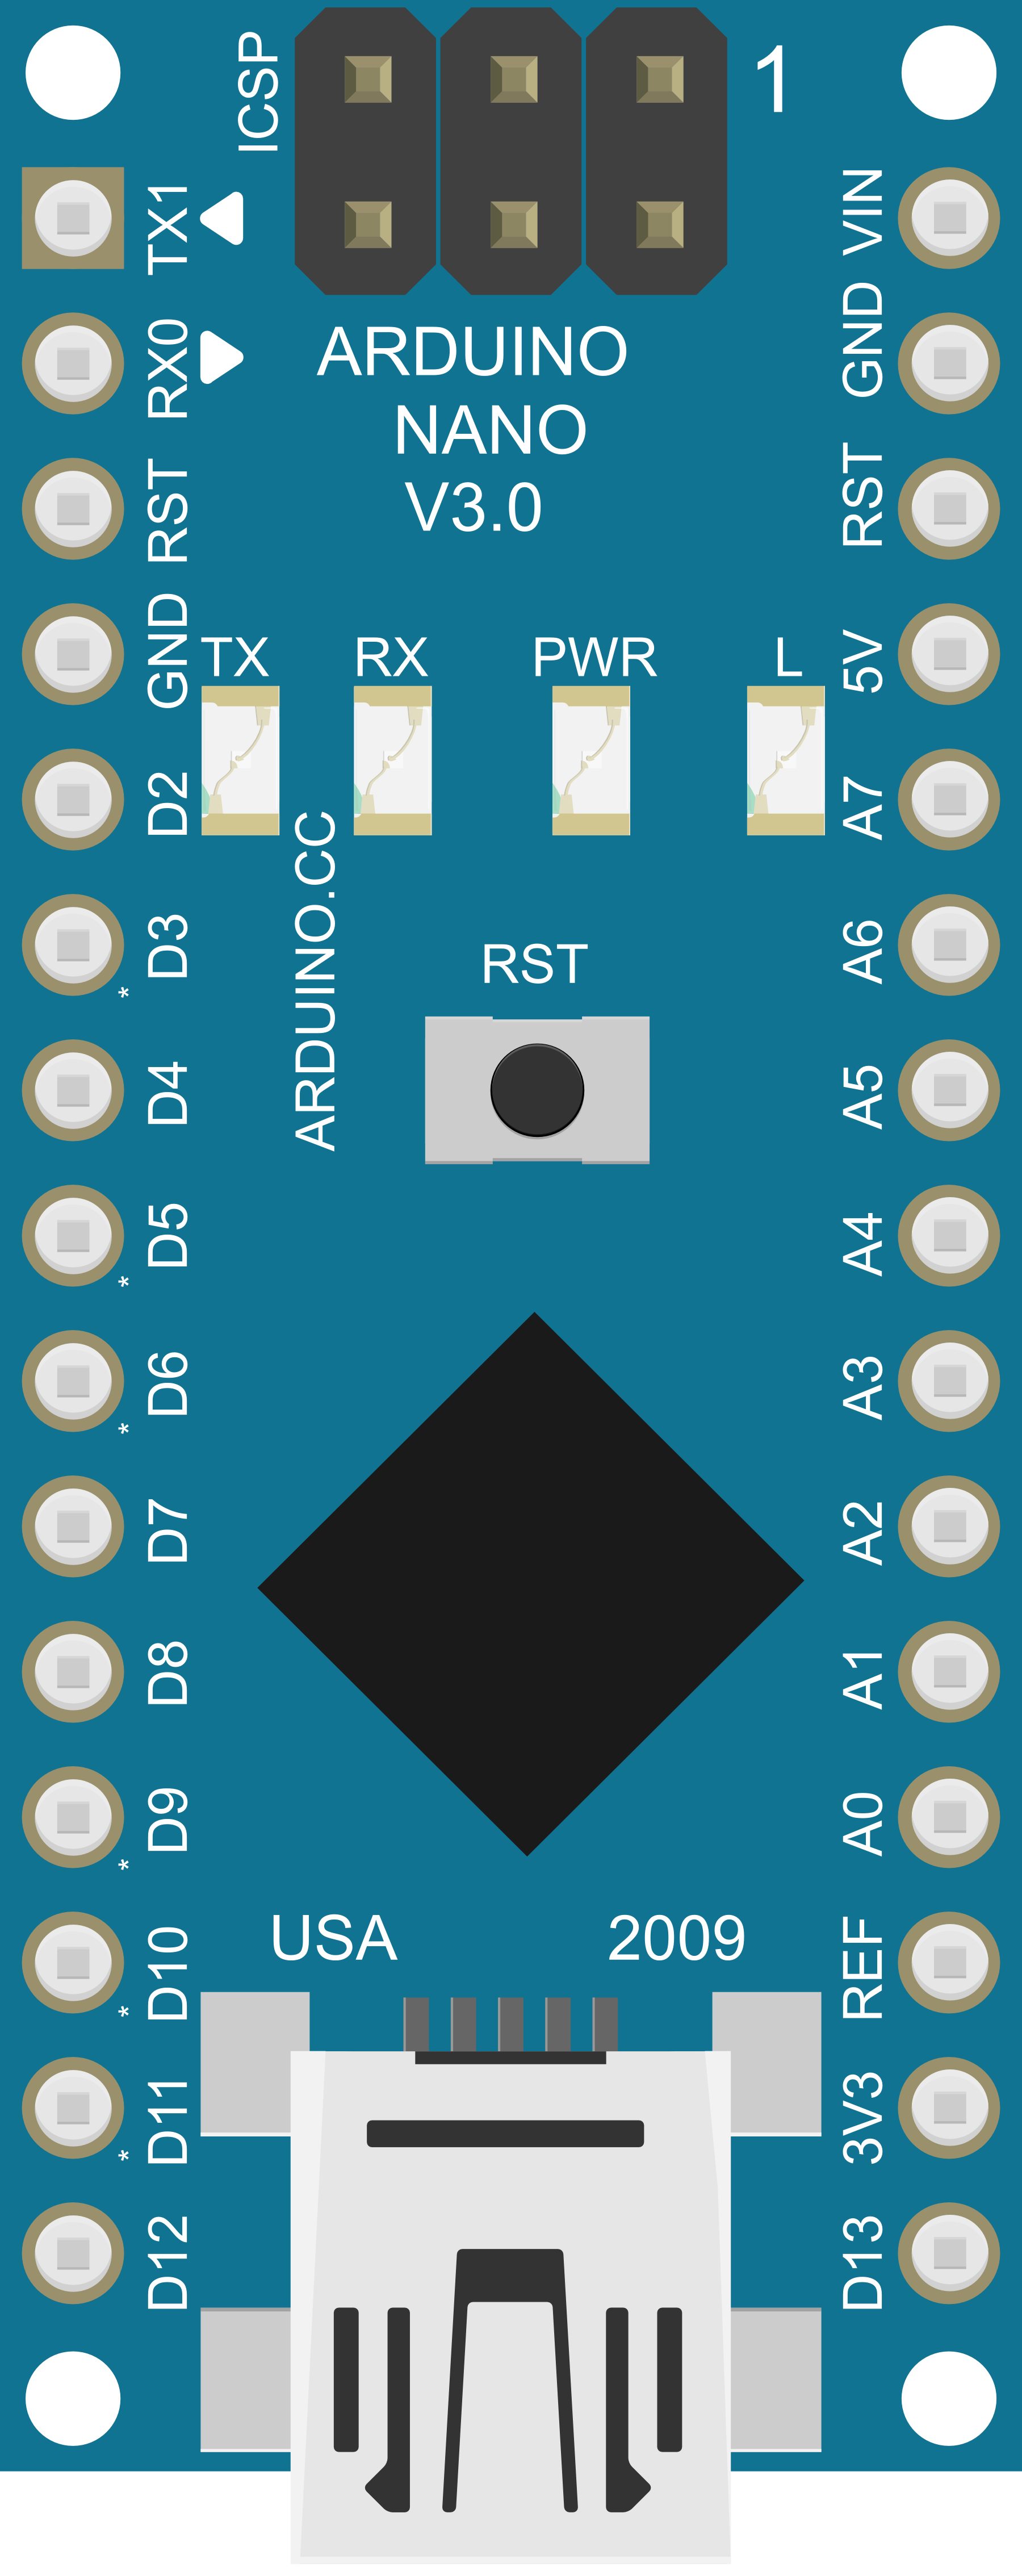 ICSP
1
TX1
RX0
RST
GND
D2
D3
*
D4
D5
*
D6
*
D7
D8
D9
*
D10
*
D11
*
D12
ARDUINO
NANO
V3.0
TX
RX
PWR
L
ARDUINO.CC
RST
USA
2009
VIN
GND
RST
5V
A7
A6
A5
A4
A3
A2
A1
A0
REF
3V3
D13